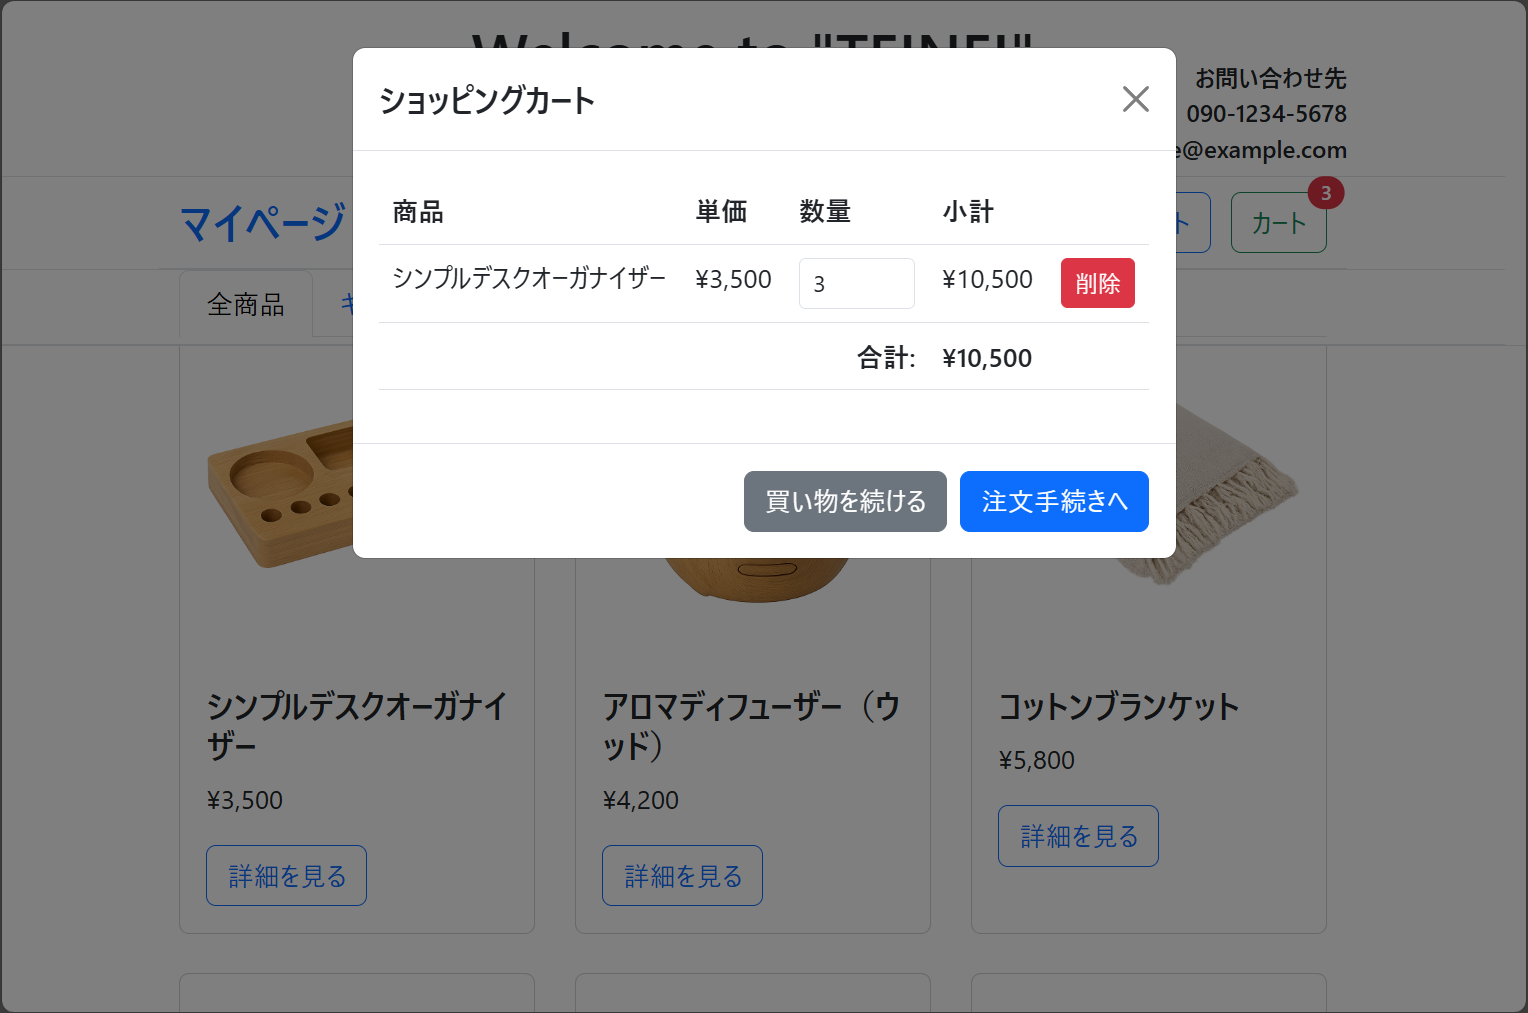 Welcome to "TEINEI"
お問い合わせ先
090-1234-5678
e@example.com
ショッピングカート
マイページ
ト
カート
3
全商品
商品 単価 数量 小計
シンプルデスクオーガナイザー ¥3,500 3 ¥10,500 削除
合計: ¥10,500
買い物を続ける 注文手続きへ
シンプルデスクオーガナイ
ザー
¥3,500
詳細を見る
アロマディフューザー（ウ
ッド）
¥4,200
詳細を見る
コットンブランケット
¥5,800
詳細を見る